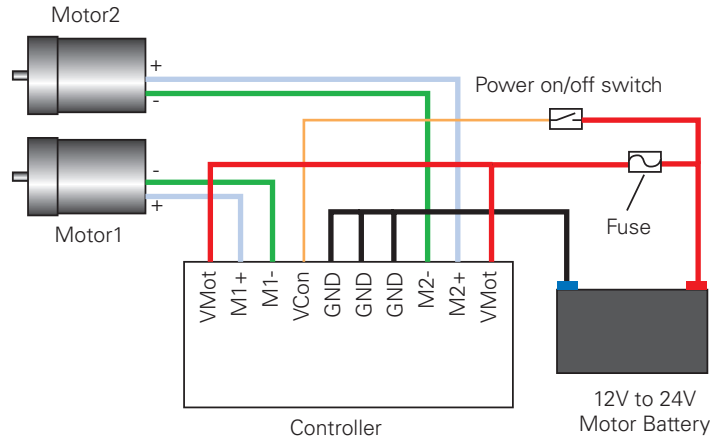 Motor2
+
-
Power on/off switch
-
+
Motor1
Fuse
VMot
M1+
M1-
VCon
GND
GND
GND
M2-
M2+
VMot
Controller
12V to 24V
Motor Battery